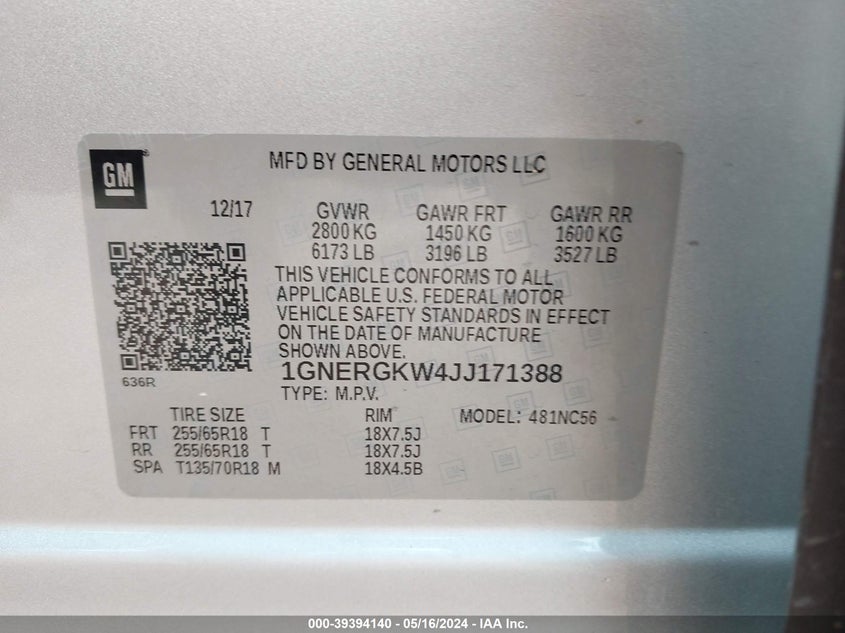 GM
MFD BY GENERAL MOTORS LLC
12/17 GVWR GAWR FRT GAWR RR
2800 KG 1450 KG 1600 KG
6173 LB 3196 LB 3527 LB
THIS VEHICLE CONFORMS TO ALL
APPLICABLE U.S. FEDERAL MOTOR
VEHICLE SAFETY STANDARDS IN EFFECT
ON THE DATE OF MANUFACTURE
SHOWN ABOVE.
636R
1GNERGKW4JJ171388
TYPE: M.P.V.
TIRE SIZE RIM MODEL: 481NC56
FRT 255/65R18 T 18X7.5J
RR 255/65R18 T 18X7.5J
SPA T135/70R18 M 18X4.5B
000-39394140 - 05/16/2024 - IAA Inc.